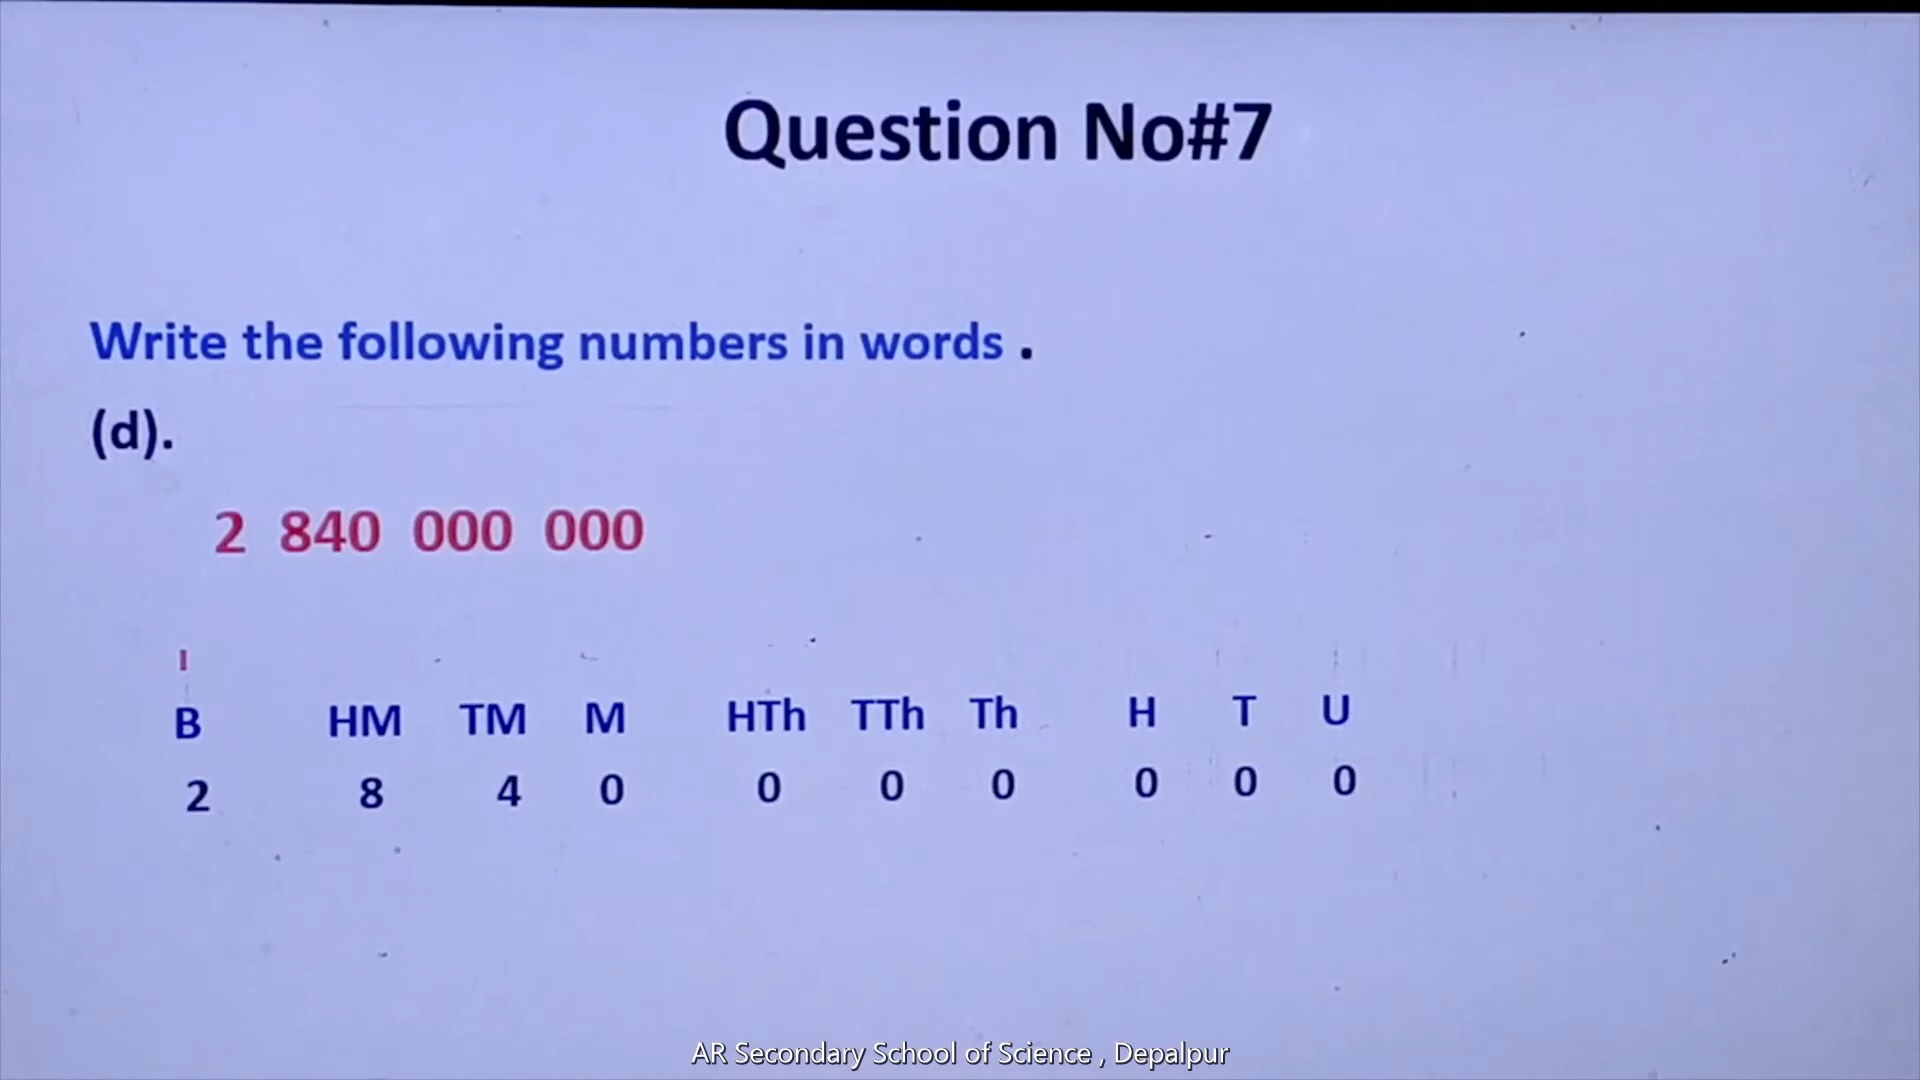 Question No#7
Write the following numbers in words .
(d).
2 840 000 000
B HM TM M HTh TTh Th H T U
2 8 4 0 0 0 0 0 0 0
AR Secondary School of Science , Depalpur